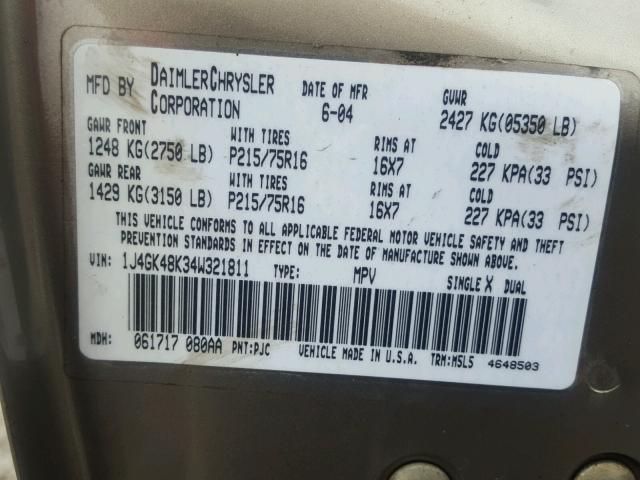 MFD BY DAIMLERCHRYSLER CORPORATION DATE OF MFR 6-04 GVWR 2427 KG(05350 LB)
GAWR FRONT WITH TIRES RIMS AT COLD
1248 KG(2750 LB) P215/75R16 16X7 227 KPA(33 PSI)
GAWR REAR WITH TIRES RIMS AT COLD
1429 KG(3150 LB) P215/75R16 16X7 227 KPA(33 PSI)
THIS VEHICLE CONFORMS TO ALL APPLICABLE FEDERAL MOTOR VEHICLE SAFETY AND THEFT
PREVENTION STANDARDS IN EFFECT ON THE DATE OF MANUFACTURE SHOWN ABOVE.
VIN: 1J4GK48K34W321811 TYPE: MPV SINGLE X DUAL
MDH: 061717 080AA PNT:PJC VEHICLE MADE IN U.S.A. TRM:MSL5 4648503